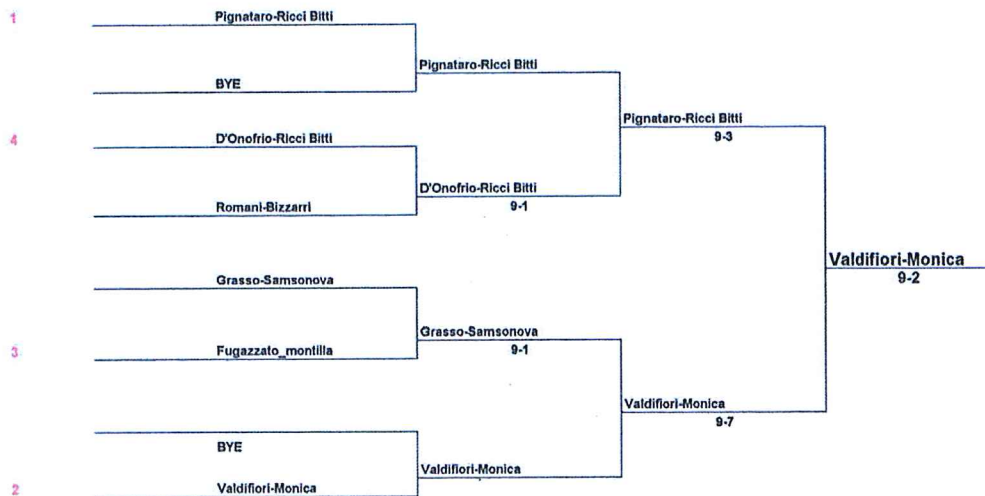 1
Pignataro-Ricci Bitti
Pignataro-Ricci Bitti
BYE
Pignataro-Ricci Bitti
9-3
4
D'Onofrio-Ricci Bitti
D'Onofrio-Ricci Bitti
9-1
Romani-Bizzarri
Valdifiori-Monica
9-2
Grasso-Samsonova
Grasso-Samsonova
9-1
3
Fugazzato_montilla
Valdifiori-Monica
9-7
BYE
Valdifiori-Monica
2
Valdifiori-Monica